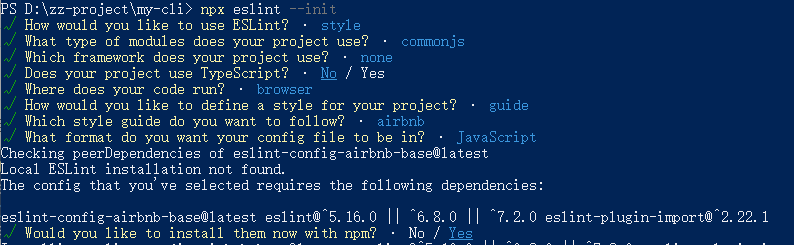 PS D:\zz-project\my-cli> npx eslint --init
√ How would you like to use ESLint? · style
√ What type of modules does your project use? · commonjs
√ Which framework does your project use? · none
√ Does your project use TypeScript? · No / Yes
√ Where does your code run? · browser
√ How would you like to define a style for your project? · guide
√ Which style guide do you want to follow? · airbnb
√ What format do you want your config file to be in? · JavaScript
Checking peerDependencies of eslint-config-airbnb-base@latest
Local ESLint installation not found.
The config that you've selected requires the following dependencies:
eslint-config-airbnb-base@latest eslint@^5.16.0 || ^6.8.0 || ^7.2.0 eslint-plugin-import@^2.22.1
√ Would you like to install them now with npm? · No / Yes